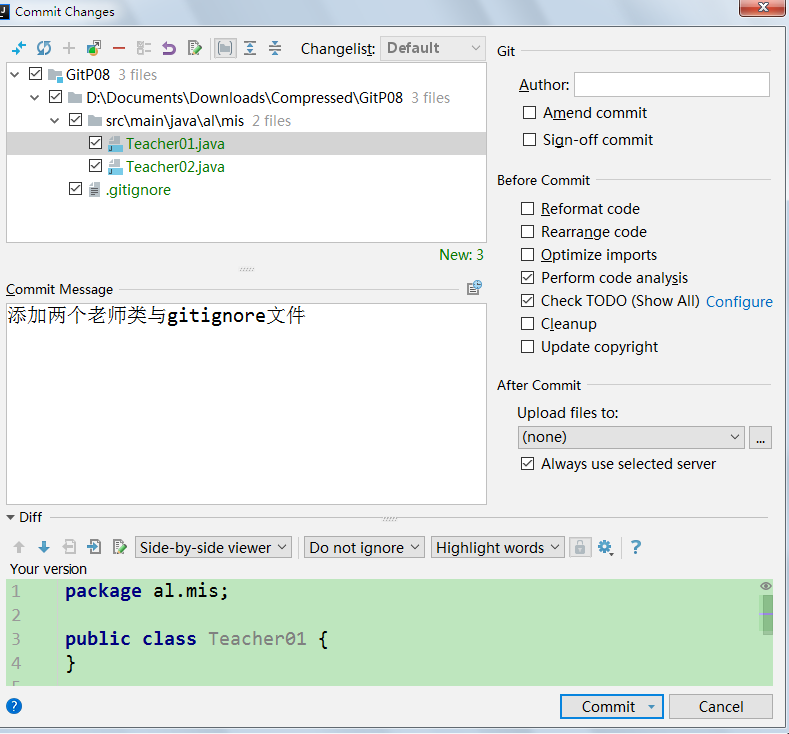 Commit Changes
Changelist: Default
GitP08 3 files
D:\Documents\Downloads\Compressed\GitP08 3 files
src\main\java\al\mis 2 files
Teacher01.java
Teacher02.java
.gitignore
New: 3
Commit Message
添加两个老师类与gitignore文件
Git
Author:
Amend commit
Sign-off commit
Before Commit
Reformat code
Rearrange code
Optimize imports
Perform code analysis
Check TODO (Show All) Configure
Cleanup
Update copyright
After Commit
Upload files to:
(none)
...
Always use selected server
Diff
Side-by-side viewer Do not ignore Highlight words ?
Your version
1 package al.mis;
2
3 public class Teacher01 {
4 }
? Commit Cancel